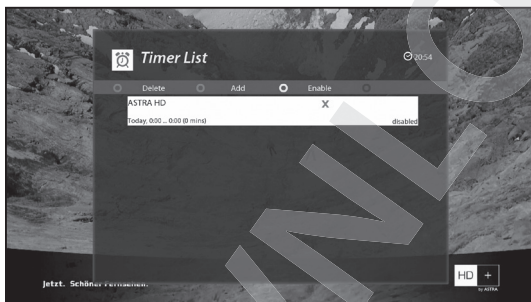 Timer List
20:54
Delete Add Enable
ASTRA HD X
Today, 0:00 ... 0:00 (0 mins) disabled
Jetzt. Schöner Fernsehen.
HD +
by ASTRA